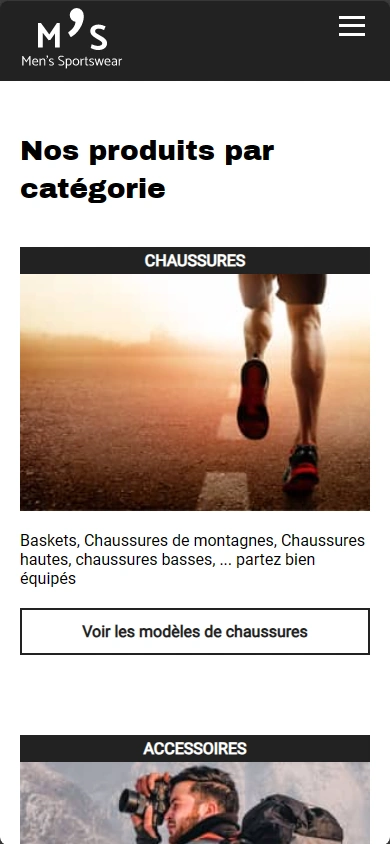 M's
Men's Sportswear
Nos produits par
catégorie
CHAUSSURES
Baskets, Chaussures de montagnes, Chaussures
hautes, chaussures basses, ... partez bien
équipés
Voir les modèles de chaussures
ACCESSOIRES